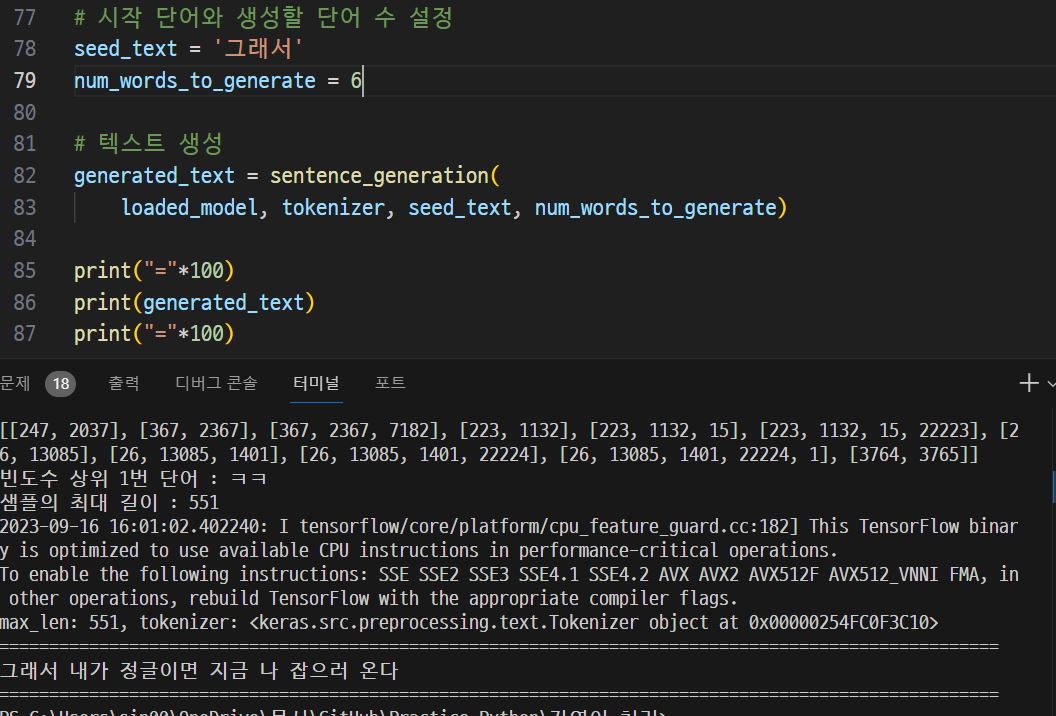 77 # 시작 단어와 생성할 단어 수 설정
78 seed_text = '그래서'
79 num_words_to_generate = 6
80
81 # 텍스트 생성
82 generated_text = sentence_generation(
83 loaded_model, tokenizer, seed_text, num_words_to_generate)
84
85 print("="*100)
86 print(generated_text)
87 print("="*100)
문제 18 출력 디버그 콘솔 터미널 포트
[[247, 2037], [367, 2367], [367, 2367, 7182], [223, 1132], [223, 1132, 15], [223, 1132, 15, 22223], [2
6, 13085], [26, 13085, 1401], [26, 13085, 1401, 22224], [26, 13085, 1401, 22224, 1], [3764, 3765]]
빈도수 상위 1번 단어 : ㅋㅋ
샘플의 최대 길이 : 551
2023-09-16 16:01:02.402240: I tensorflow/core/platform/cpu_feature_guard.cc:182] This TensorFlow binar
y is optimized to use available CPU instructions in performance-critical operations.
To enable the following instructions: SSE SSE2 SSE3 SSE4.1 SSE4.2 AVX AVX2 AVX512F AVX512_VNNI FMA, in
other operations, rebuild TensorFlow with the appropriate compiler flags.
max_len: 551, tokenizer: <keras.src.preprocessing.text.Tokenizer object at 0x00000254FC0F3C10>
====================================================================================================
그래서 내가 정글이면 지금 나 잡으러 온다
====================================================================================================